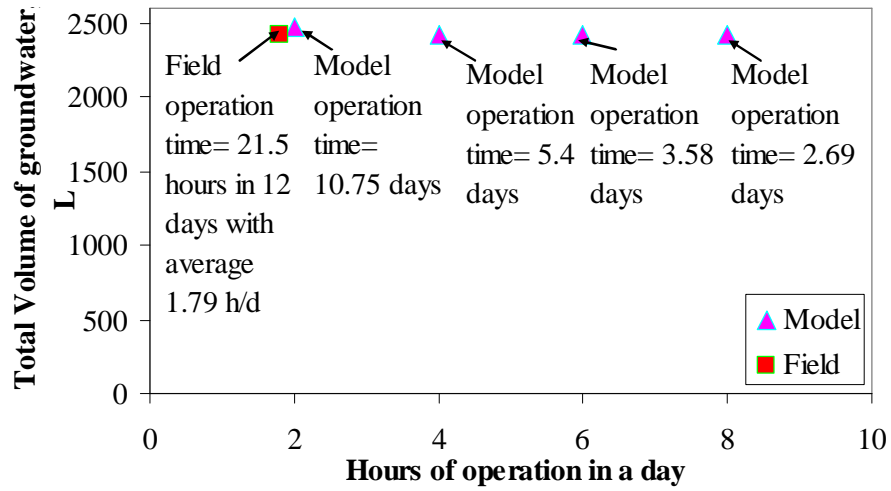 Total Volume of groundwater,
L
2500
2000
1500
1000
500
0
Field
operation
time= 21.5
hours in 12
days with
average
1.79 h/d
Model
operation
time=
10.75 days
Model
operation
time= 5.4
days
Model
operation
time= 3.58
days
Model
operation
time= 2.69
days
Model
Field
0 2 4 6 8 10
Hours of operation in a day